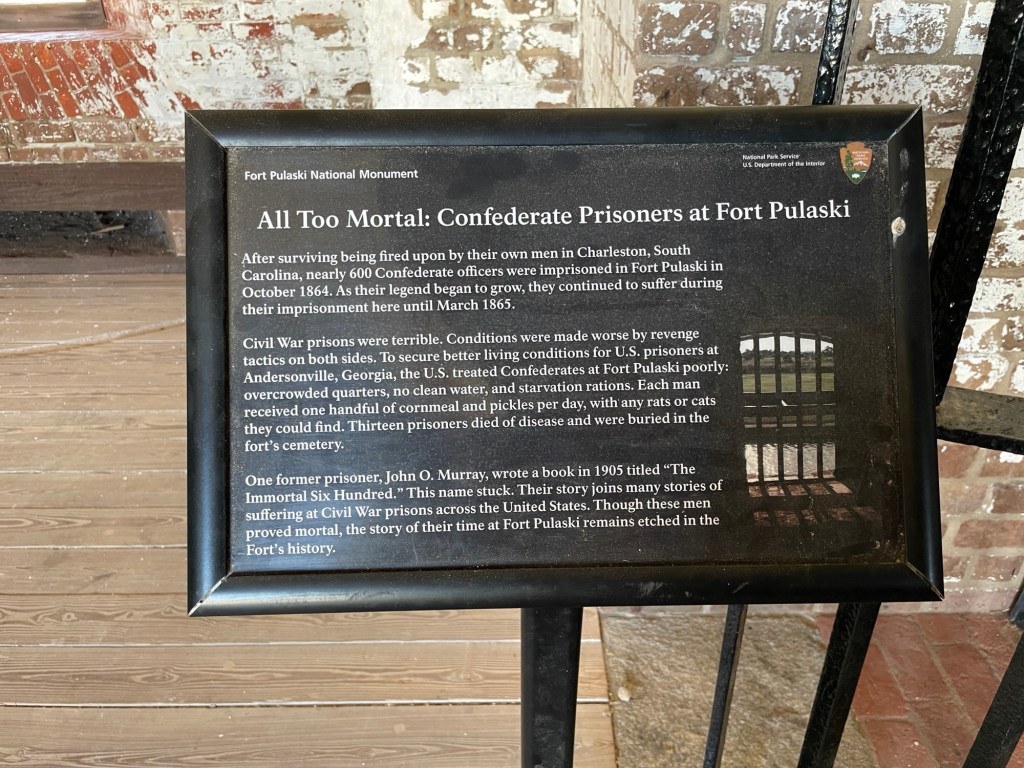 Fort Pulaski National Monument
National Park Service
U.S. Department of the Interior
All Too Mortal: Confederate Prisoners at Fort Pulaski
After surviving being fired upon by their own men in Charleston, South
Carolina, nearly 600 Confederate officers were imprisoned in Fort Pulaski in
October 1864. As their legend began to grow, they continued to suffer during
their imprisonment here until March 1865.
Civil War prisons were terrible. Conditions were made worse by revenge
tactics on both sides. To secure better living conditions for U.S. prisoners at
Andersonville, Georgia, the U.S. treated Confederates at Fort Pulaski poorly:
overcrowded quarters, no clean water, and starvation rations. Each man
received one handful of cornmeal and pickles per day, with any rats or cats
they could find. Thirteen prisoners died of disease and were buried in the
fort's cemetery.
One former prisoner, John O. Murray, wrote a book in 1905 titled “The
Immortal Six Hundred.” This name stuck. Their story joins many stories of
suffering at Civil War prisons across the United States. Though these men
proved mortal, the story of their time at Fort Pulaski remains etched in the
Fort's history.